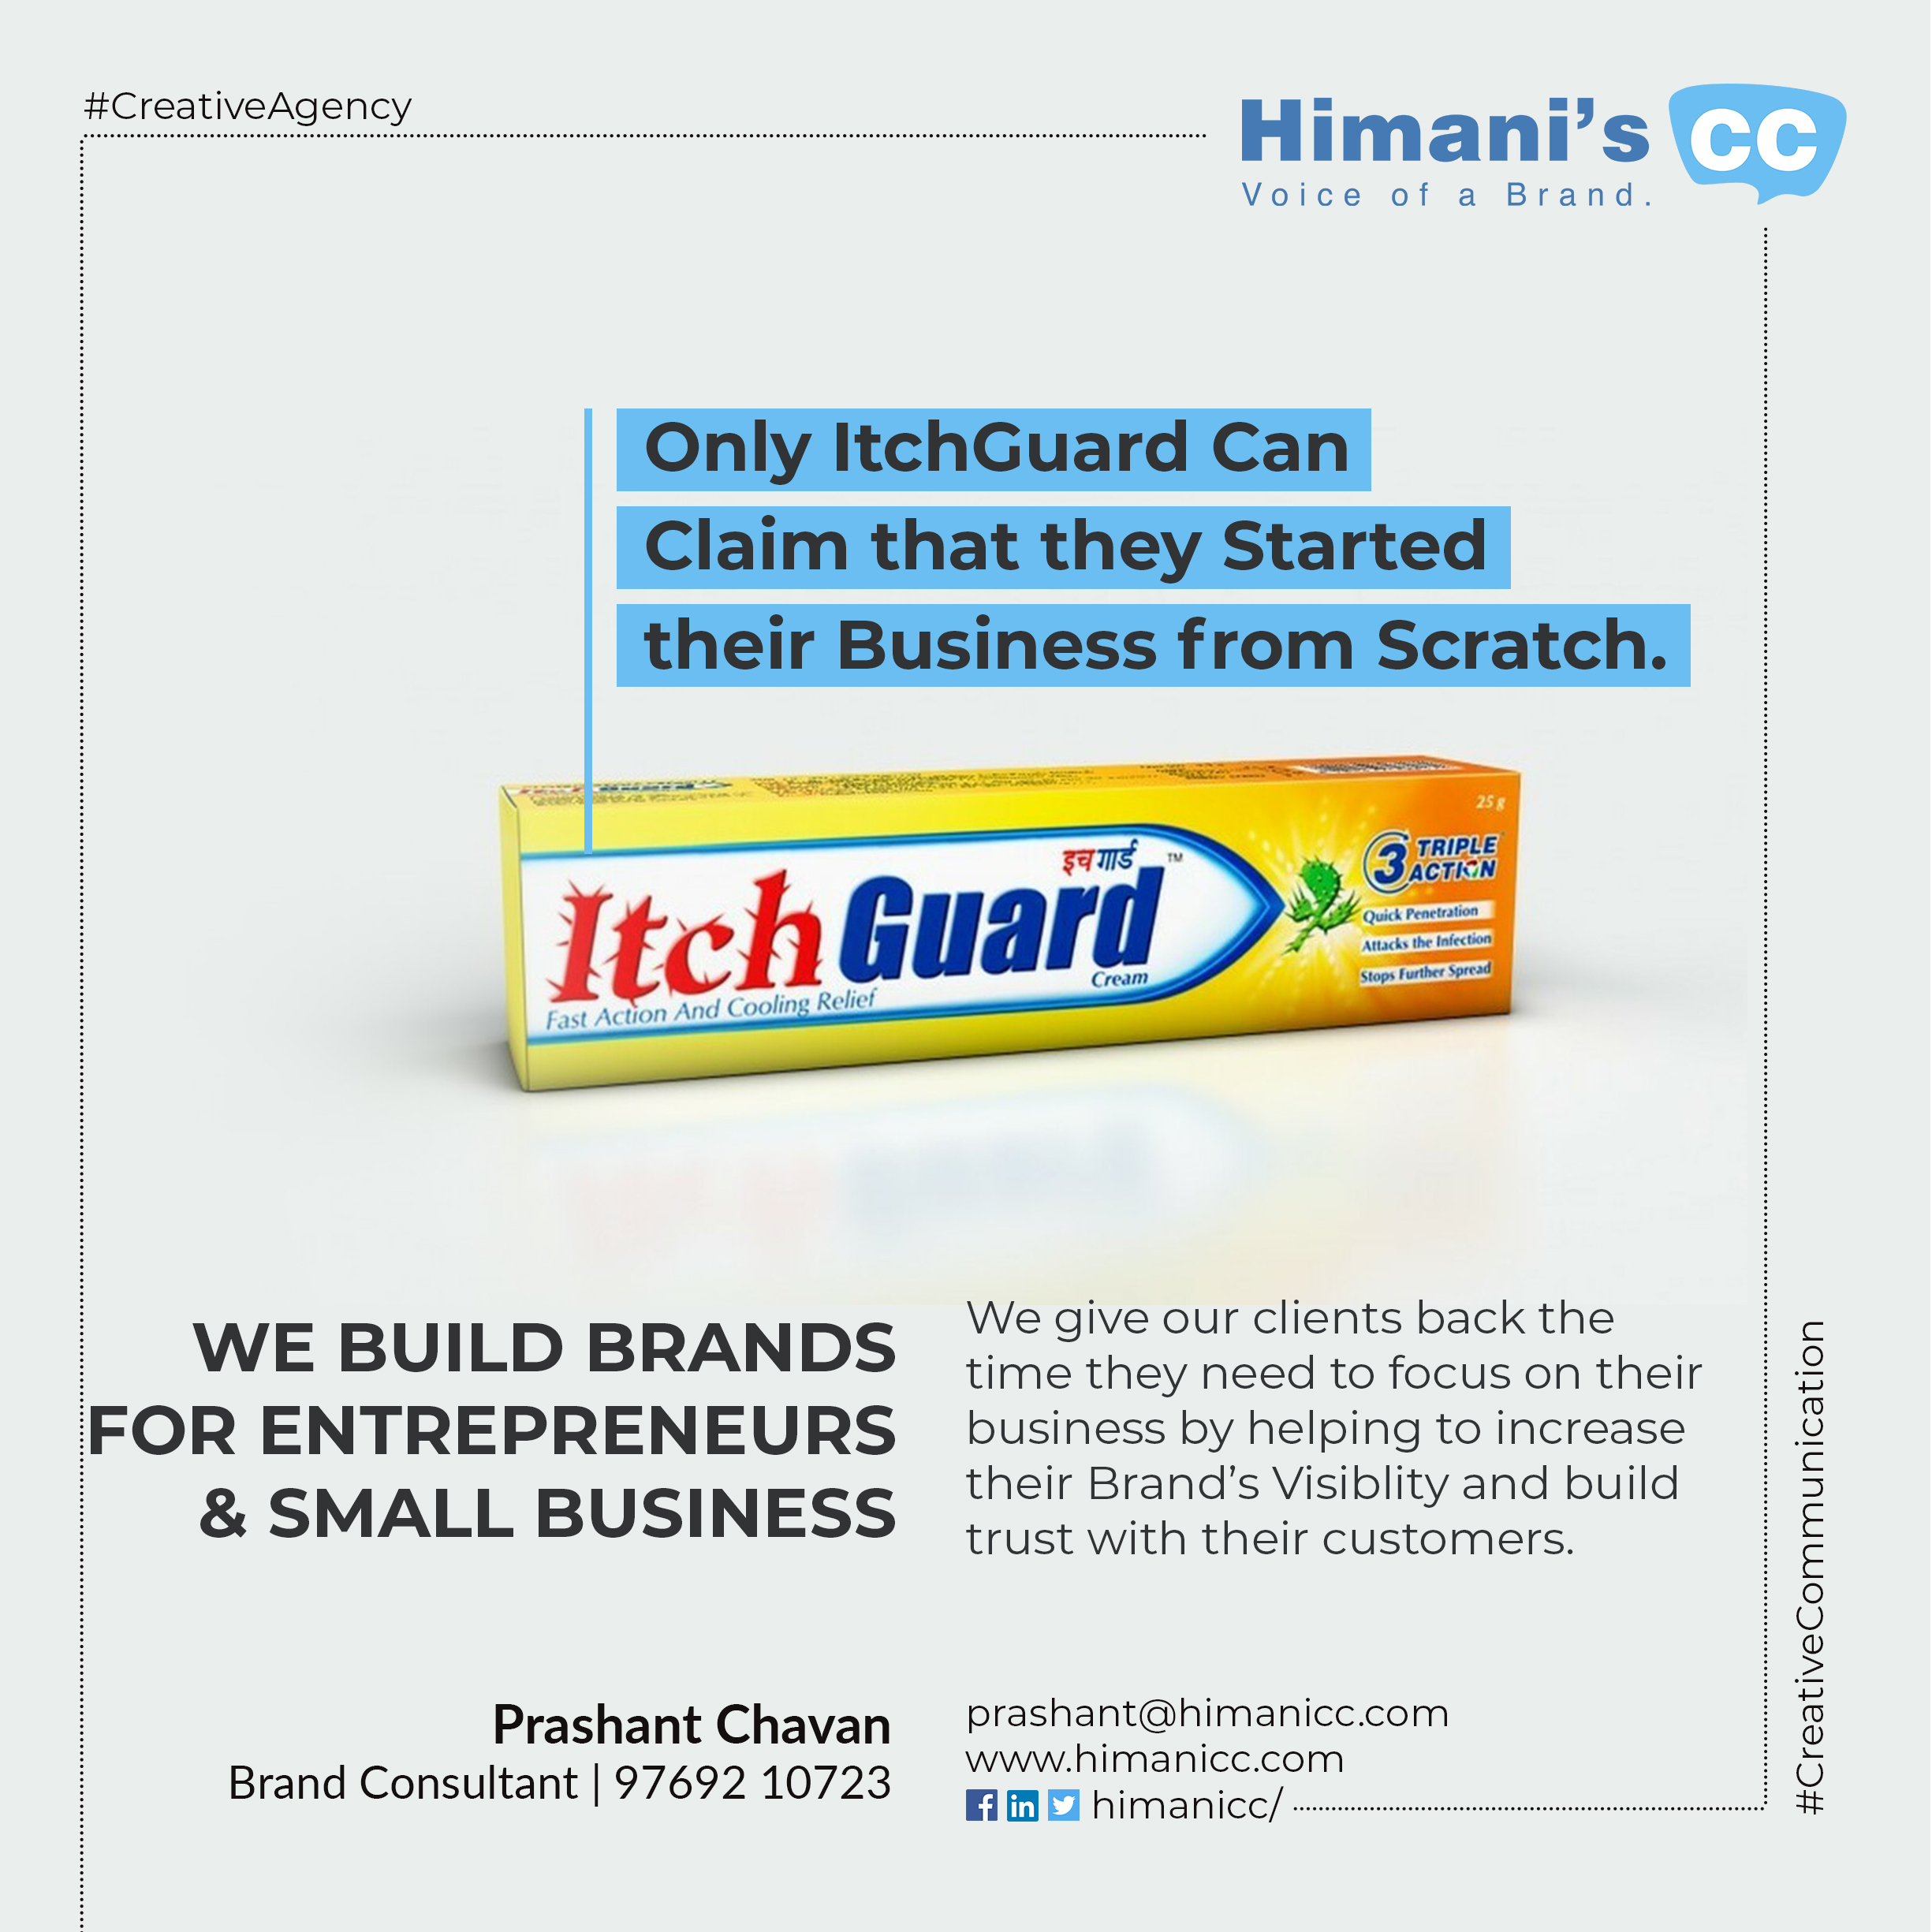 #CreativeAgency
Himani's CC
Voice of a Brand.
Only ItchGuard Can
Claim that they Started
their Business from Scratch.
25 g
इच गार्ड
TM
Itch Guard
Cream
Fast Action And Cooling Relief
3 TRIPLE
ACTION
Quick Penetration
Attacks the Infection
Stops Further Spread
WE BUILD BRANDS
FOR ENTREPRENEURS
& SMALL BUSINESS
We give our clients back the
time they need to focus on their
business by helping to increase
their Brand's Visiblity and build
trust with their customers.
#CreativeCommunication
Prashant Chavan
Brand Consultant | 97692 10723
prashant@himanicc.com
www.himanicc.com
himanicc/